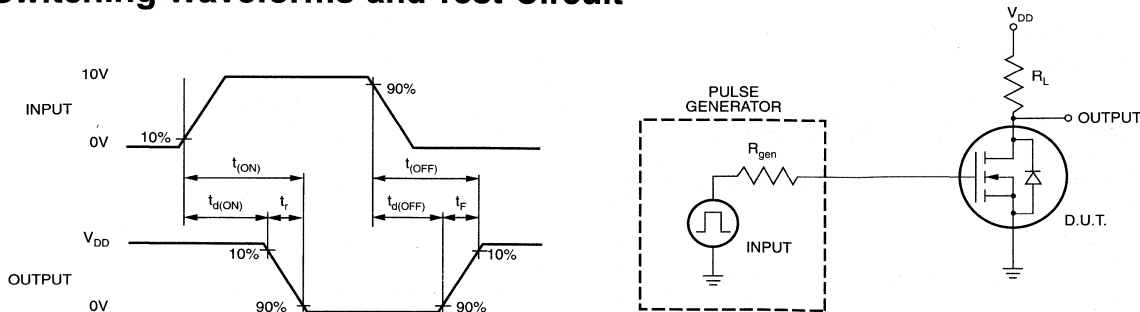 Switching Waveforms and Test Circuit
10V
INPUT
0V
10%
90%
t(ON)
t(OFF)
td(ON)
tr
td(OFF)
tF
VDD
OUTPUT
0V
10%
90%
90%
10%
PULSE
GENERATOR
Rgen
INPUT
VDD
RL
OUTPUT
D.U.T.